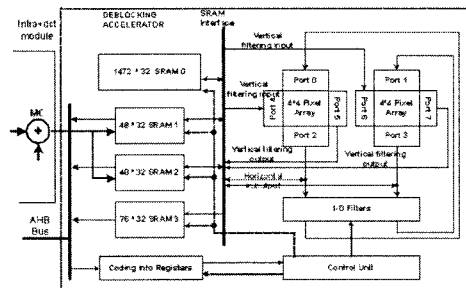 Intra+dct
module
DEBLOCKING
ACCELERATOR
SRAM
Interface
Vertical
filtering input
1472 * 32 SRAM 0
Vertical
filtering input
Port 0
Port 1
Port 4
4*4 Pixel
Array
Port 5
Port 6
4*4 Pixel
Array
Port 7
Port 2
Port 3
MC
48 * 32 SRAM 1
Vertical filtering
output
Vertical filtering
output
48 * 32 SRAM 2
Horizontal
output
76 * 32 SRAM 3
1-D Filters
AHB
Bus
Coding info Registers
Control Unit